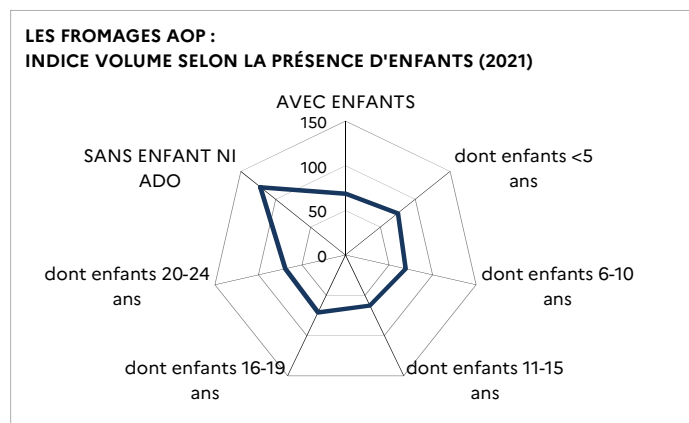 LES FROMAGES AOP :
INDICE VOLUME SELON LA PRÉSENCE D'ENFANTS (2021)
AVEC ENFANTS
150
SANS ENFANT NI
ADO
dont enfants <5
ans
100
50
0
dont enfants 20-24
ans
dont enfants 6-10
ans
dont enfants 16-19
ans
dont enfants 11-15
ans